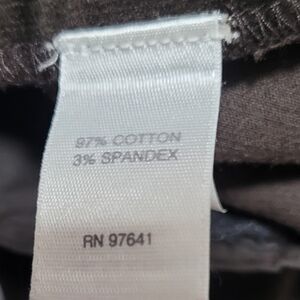 97% COTTON
3% SPANDEX
RN 97641